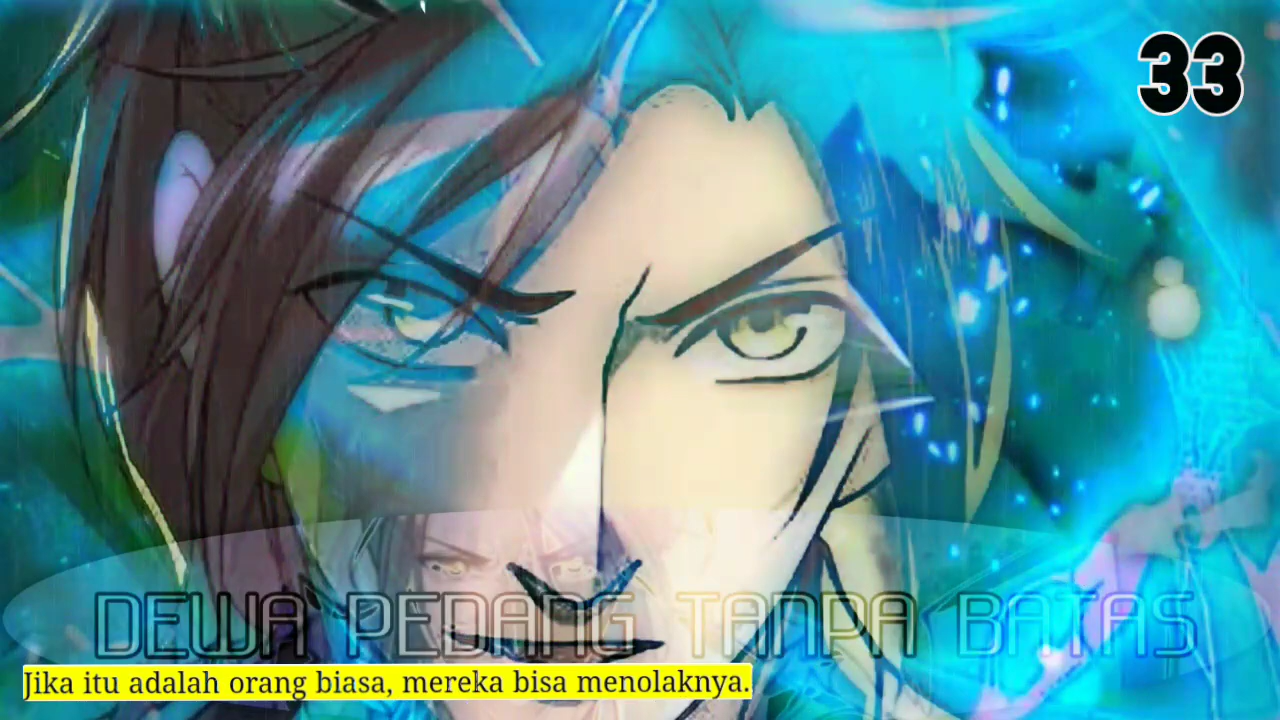 33
DEWA PEDANG TANPA BATAS
Jika itu adalah orang biasa, mereka bisa menolaknya.